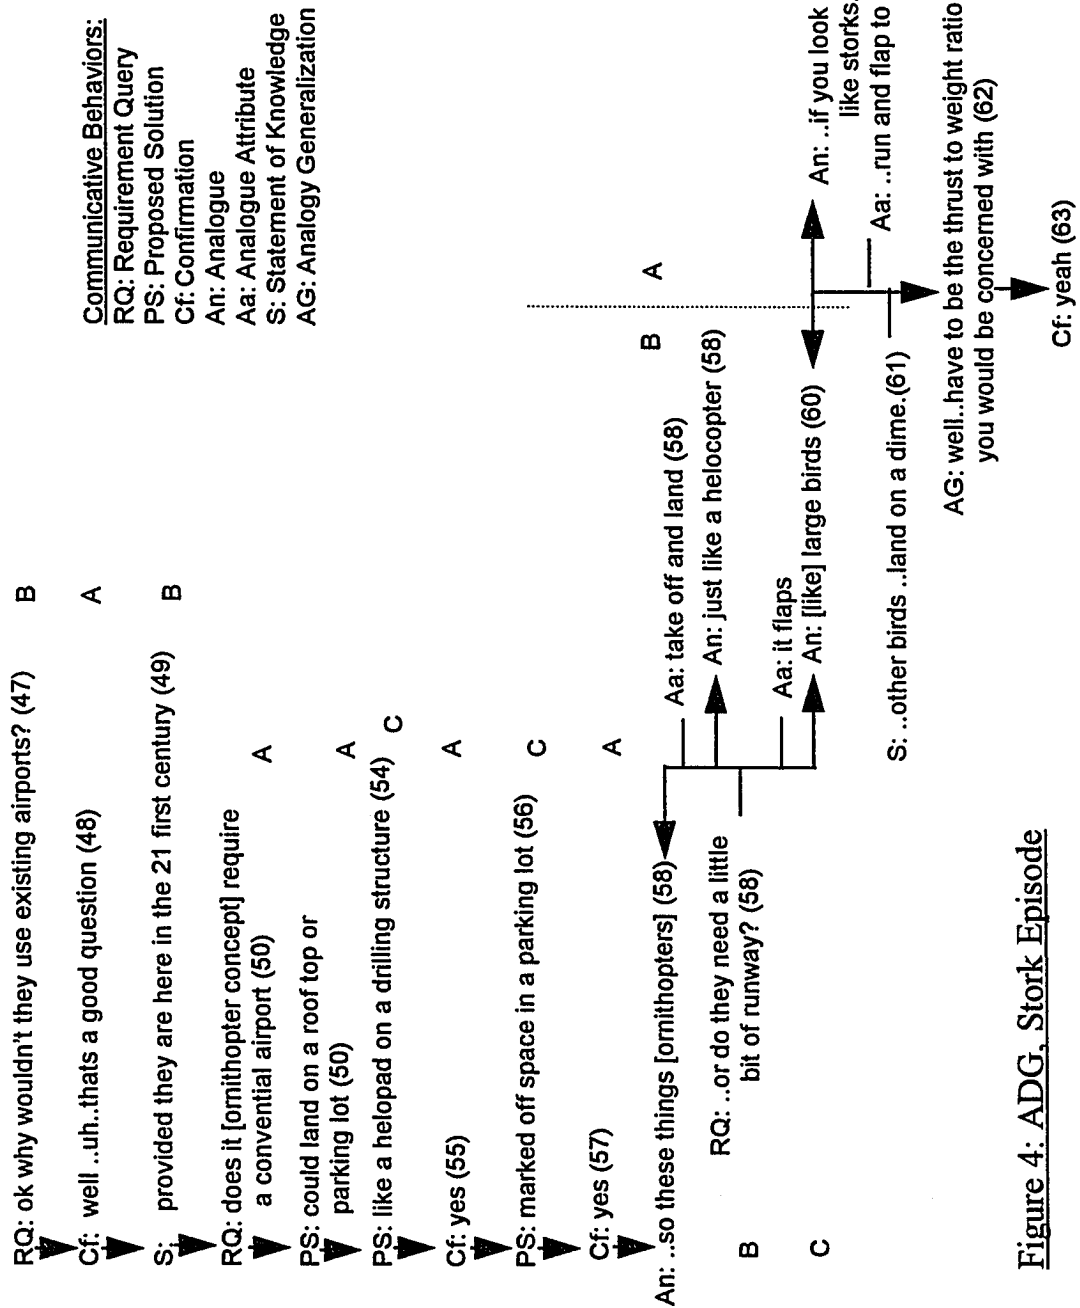 RQ: ok why wouldn't they use existing airports? (47) B
Cf: well ..uh..thats a good question (48) A
S: provided they are here in the 21 first century (49) B
RQ: does it [ornithopter concept] require
a convential airport (50) A
PS: could land on a roof top or
parking lot (50) A
PS: like a helopad on a drilling structure (54) C
Cf: yes (55) A
PS: marked off space in a parking lot (56) C
Cf: yes (57) A
An: ..so these things [ornithopters] (58)
Aa: take off and land (58)
An: just like a helocopter (58)
RQ: ..or do they need a little
bit of runway? (58)
B
Aa: it flaps
An: [like] large birds (60)
C
B A
An: ..if you look
like storks.
Aa: ..run and flap to
S: ..other birds ..land on a dime.(61)
AG: well..have to be the thrust to weight ratio
you would be concerned with (62)
Cf: yeah (63)
Communicative Behaviors:
RQ: Requirement Query
PS: Proposed Solution
Cf: Confirmation
An: Analogue
Aa: Analogue Attribute
S: Statement of Knowledge
AG: Analogy Generalization
Figure 4: ADG, Stork Episode